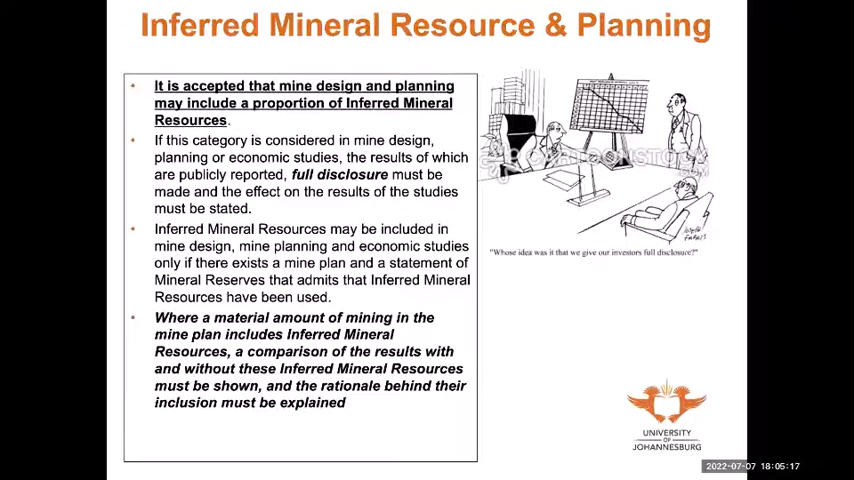 Inferred Mineral Resource & Planning
• It is accepted that mine design and planning
may include a proportion of Inferred Mineral
Resources.
• If this category is considered in mine design,
planning or economic studies, the results of which
are publicly reported, full disclosure must be
made and the effect on the results of the studies
must be stated.
• Inferred Mineral Resources may be included in
mine design, mine planning and economic studies
only if there exists a mine plan and a statement of
Mineral Reserves that admits that Inferred Mineral
Resources have been used.
• Where a material amount of mining in the
mine plan includes Inferred Mineral
Resources, a comparison of the results with
and without these Inferred Mineral Resources
must be shown, and the rationale behind their
inclusion must be explained
CARTOONSTOCK
.com
"Whose idea was it that we give our investors full disclosure?"
UNIVERSITY
OF
JOHANNESBURG
2022-07-07 18:05:17